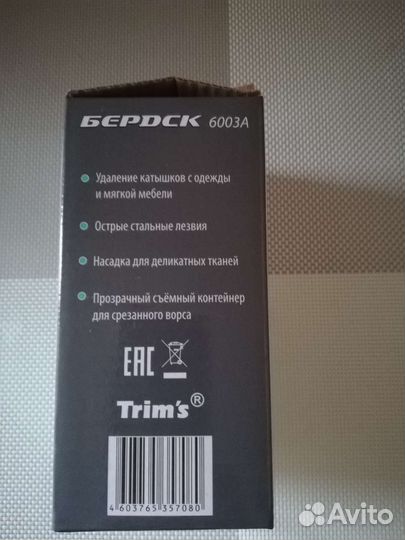 БЕРДСК 6003А
Удаление катышков с одежды
и мягкой мебели
Острые стальные лезвия
Насадка для деликатных тканей
Прозрачный съёмный контейнер
для срезанного ворса
EAC
Trim's®
4 603765 357080
Avito